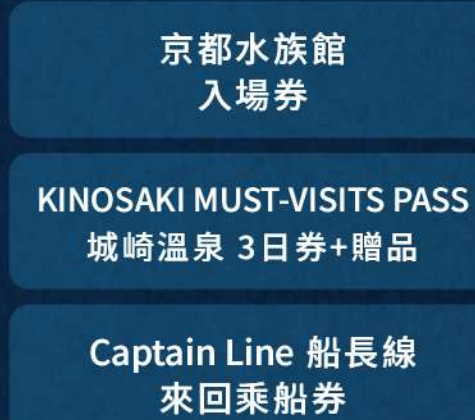 京都水族館
入場券
KINOSAKI MUST-VISITS PASS
城崎溫泉 3日券+贈品
Captain Line 船長線
來回乘船券